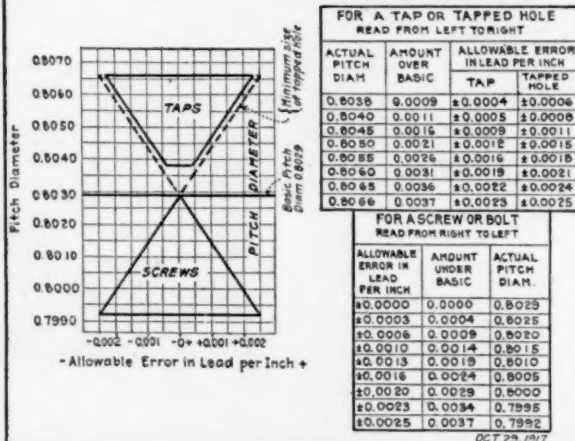 0.8070
0.8060
0.8050
0.8040
0.8030
0.8020
0.8010
0.8000
0.7990
Pitch Diameter
TAPS
SCREWS
PITCH DIAMETER
Minimum size
of tapped hole
Basic Pitch
Diam 0.8029
-0.002 -0.001 -0+ +0.001 +0.002
- Allowable Error in Lead per Inch +
FOR A TAP OR TAPPED HOLE
READ FROM LEFT TO RIGHT
ACTUAL PITCH DIAM AMOUNT OVER BASIC ALLOWABLE ERROR IN LEAD PER INCH
TAP TAPPED HOLE
0.8038 0.0009 ±0.0004 ±0.0006
0.8040 0.0011 ±0.0005 ±0.0008
0.8045 0.0016 ±0.0009 ±0.0011
0.8050 0.0021 ±0.0012 ±0.0015
0.8055 0.0026 ±0.0016 ±0.0018
0.8060 0.0031 ±0.0019 ±0.0021
0.8065 0.0036 ±0.0022 ±0.0024
0.8066 0.0037 ±0.0023 ±0.0025
FOR A SCREW OR BOLT
READ FROM RIGHT TO LEFT
ALLOWABLE ERROR IN LEAD PER INCH AMOUNT UNDER BASIC ACTUAL PITCH DIAM.
±0.0000 0.0000 0.8029
±0.0003 0.0004 0.8025
±0.0006 0.0009 0.8020
±0.0010 0.0014 0.8015
±0.0013 0.0019 0.8010
±0.0016 0.0024 0.8005
±0.0020 0.0029 0.8000
±0.0023 0.0034 0.7995
±0.0025 0.0037 0.7992
OCT 29, 1917